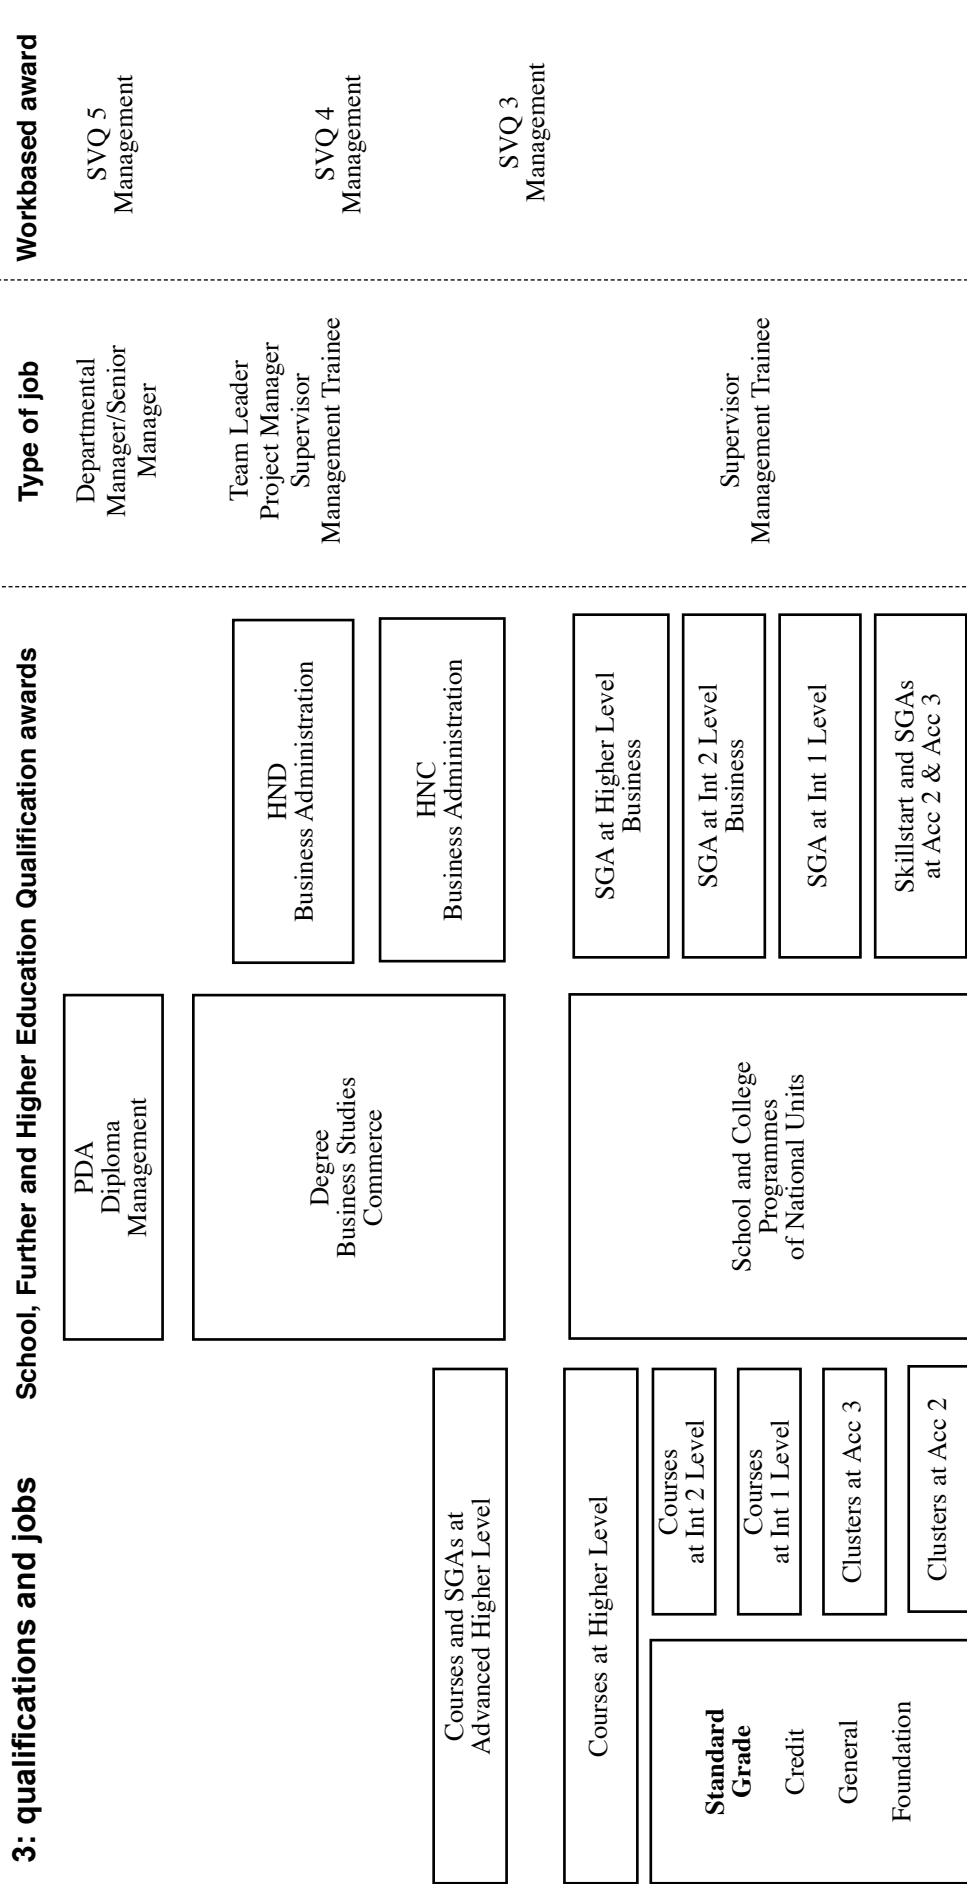 3: qualifications and jobs
School, Further and Higher Education Qualification awards
Type of job
Workbased award
PDA
Diploma
Management
Departmental
Manager/Senior
Manager
SVQ 5
Management
Degree
Business Studies
Commerce
HND
Business Administration
Team Leader
Project Manager
Supervisor
Management Trainee
SVQ 4
Management
Courses and SGAs at
Advanced Higher Level
HNC
Business Administration
SVQ 3
Management
Courses at Higher Level
School and College
Programmes
of National Units
SGA at Higher Level
Business
Supervisor
Management Trainee
Standard
Grade
Credit
General
Foundation
Courses
at Int 2 Level
SGA at Int 2 Level
Business
Courses
at Int 1 Level
SGA at Int 1 Level
Clusters at Acc 3
Skillstart and SGAs
at Acc 2 & Acc 3
Clusters at Acc 2